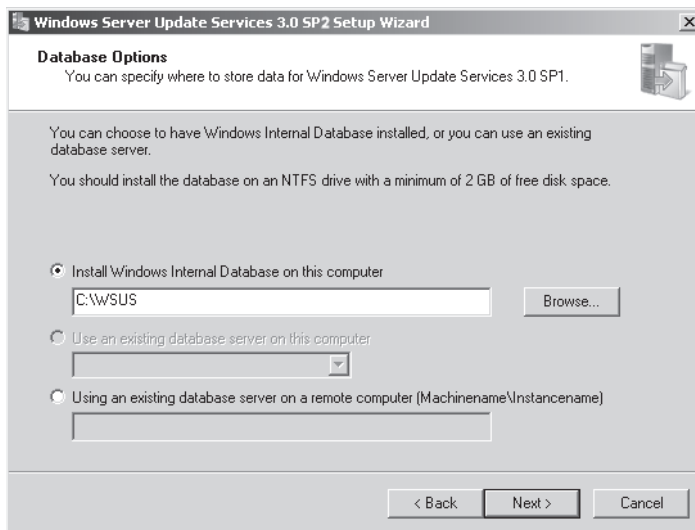 Windows Server Update Services 3.0 SP2 Setup Wizard
Database Options
You can specify where to store data for Windows Server Update Services 3.0 SP1.
You can choose to have Windows Internal Database installed, or you can use an existing
database server.
You should install the database on an NTFS drive with a minimum of 2 GB of free disk space.
Install Windows Internal Database on this computer
C:\WSUS
Browse...
Use an existing database server on this computer
Using an existing database server on a remote computer (Machinename\Instancename)
< Back
Next >
Cancel